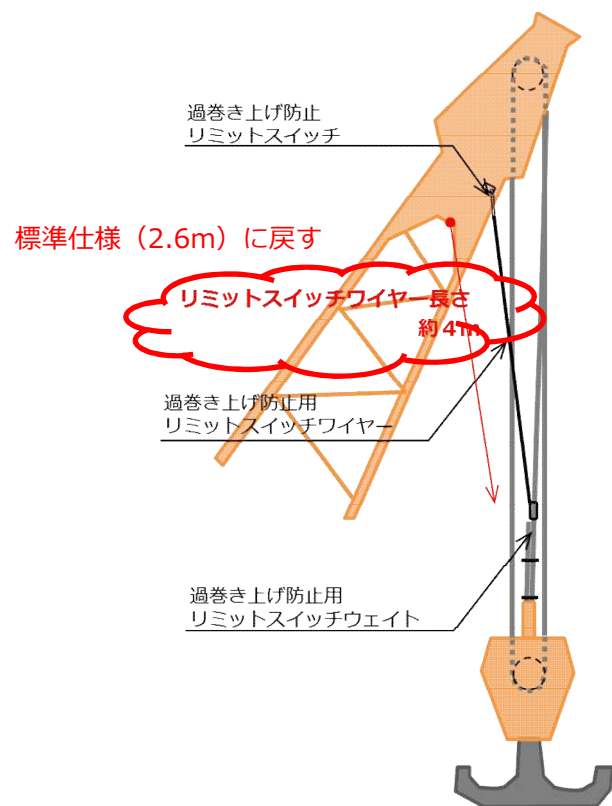 過巻き上げ防止
リミットスイッチ
標準仕様（2.6m）に戻す
リミットスイッチワイヤー長さ
約４m
過巻き上げ防止用
リミットスイッチワイヤー
過巻き上げ防止用
リミットスイッチウェイト